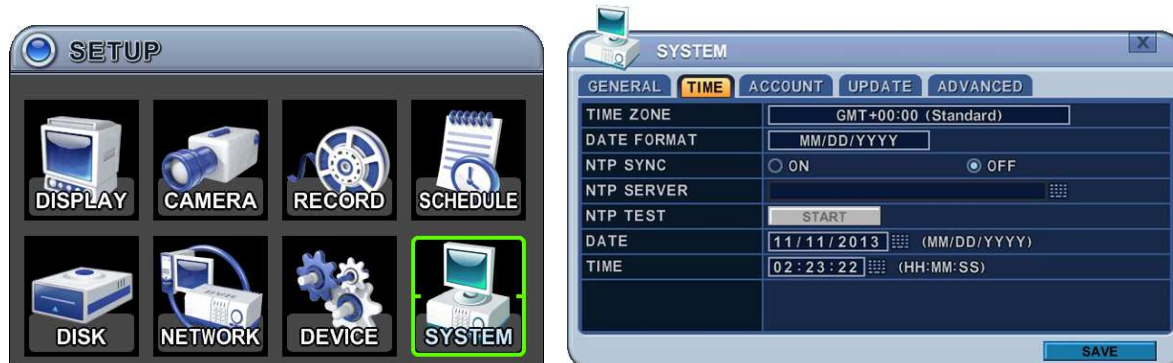 SETUP
DISPLAY CAMERA RECORD SCHEDULE
DISK NETWORK DEVICE SYSTEM
SYSTEM X
GENERAL TIME ACCOUNT UPDATE ADVANCED
TIME ZONE GMT+00:00 (Standard)
DATE FORMAT MM/DD/YYYY
NTP SYNC ON OFF
NTP SERVER
NTP TEST START
DATE 11/11/2013 (MM/DD/YYYY)
TIME 02:23:22 (HH:MM:SS)
SAVE